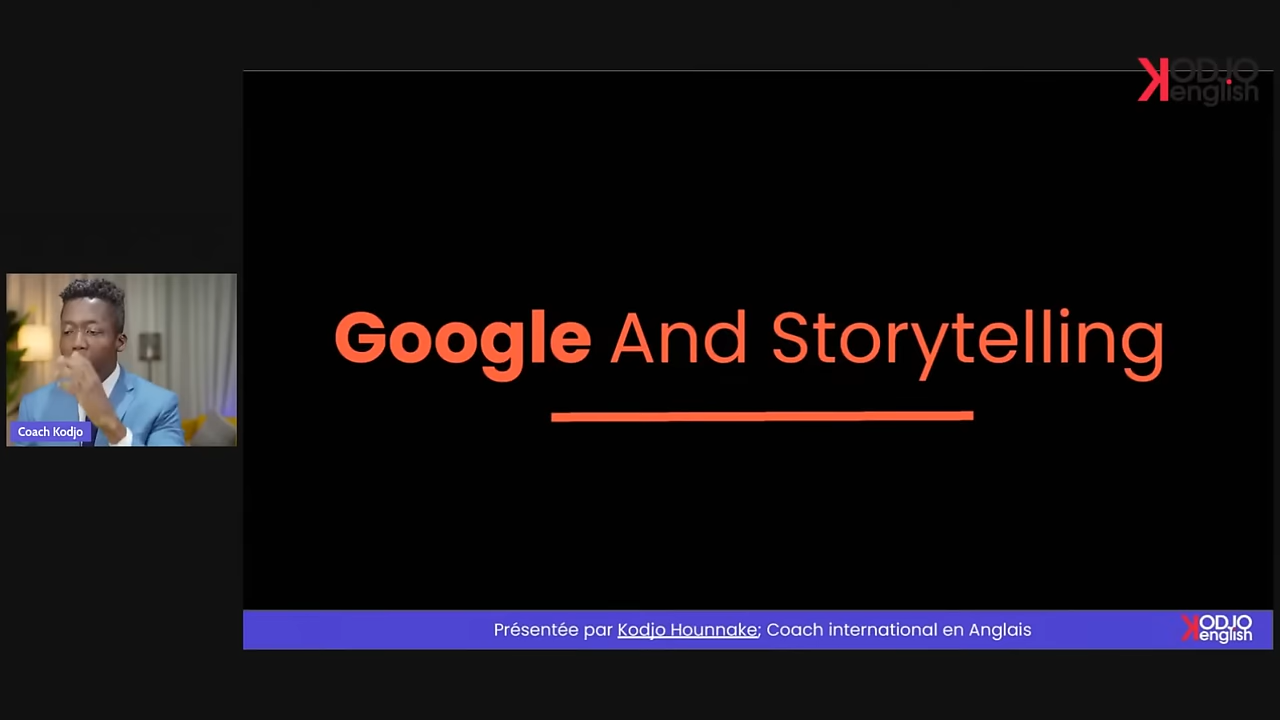 KODJO
english
Google And Storytelling
Coach Kodjo
Présentée par Kodjo Hounnake; Coach international en Anglais
KODJO
english